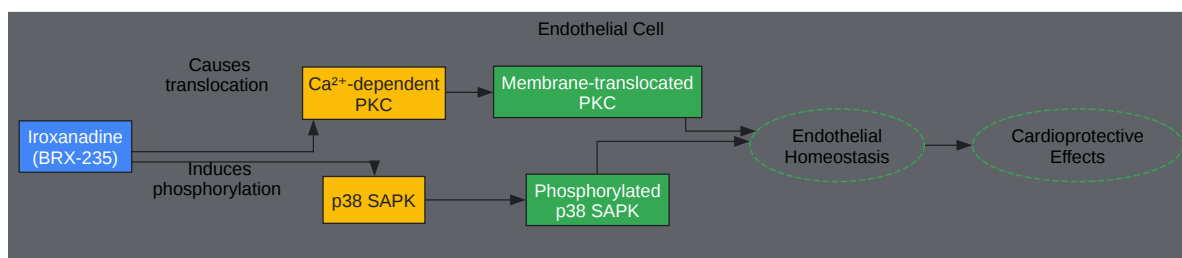 Endothelial Cell
Causes
translocation
Ca²⁺-dependent
PKC
Membrane-translocated
PKC
Iroxanadine
(BRX-235)
Endothelial
Homeostasis
Cardioprotective
Effects
Induces
phosphorylation
p38 SAPK
Phosphorylated
p38 SAPK